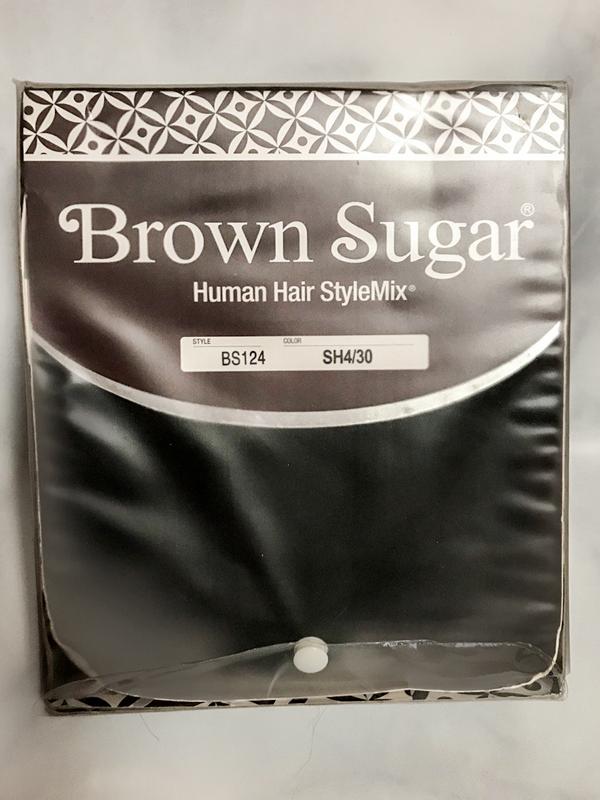 Brown Sugar®
Human Hair StyleMix®
STYLE COLOR
BS124 SH4/30